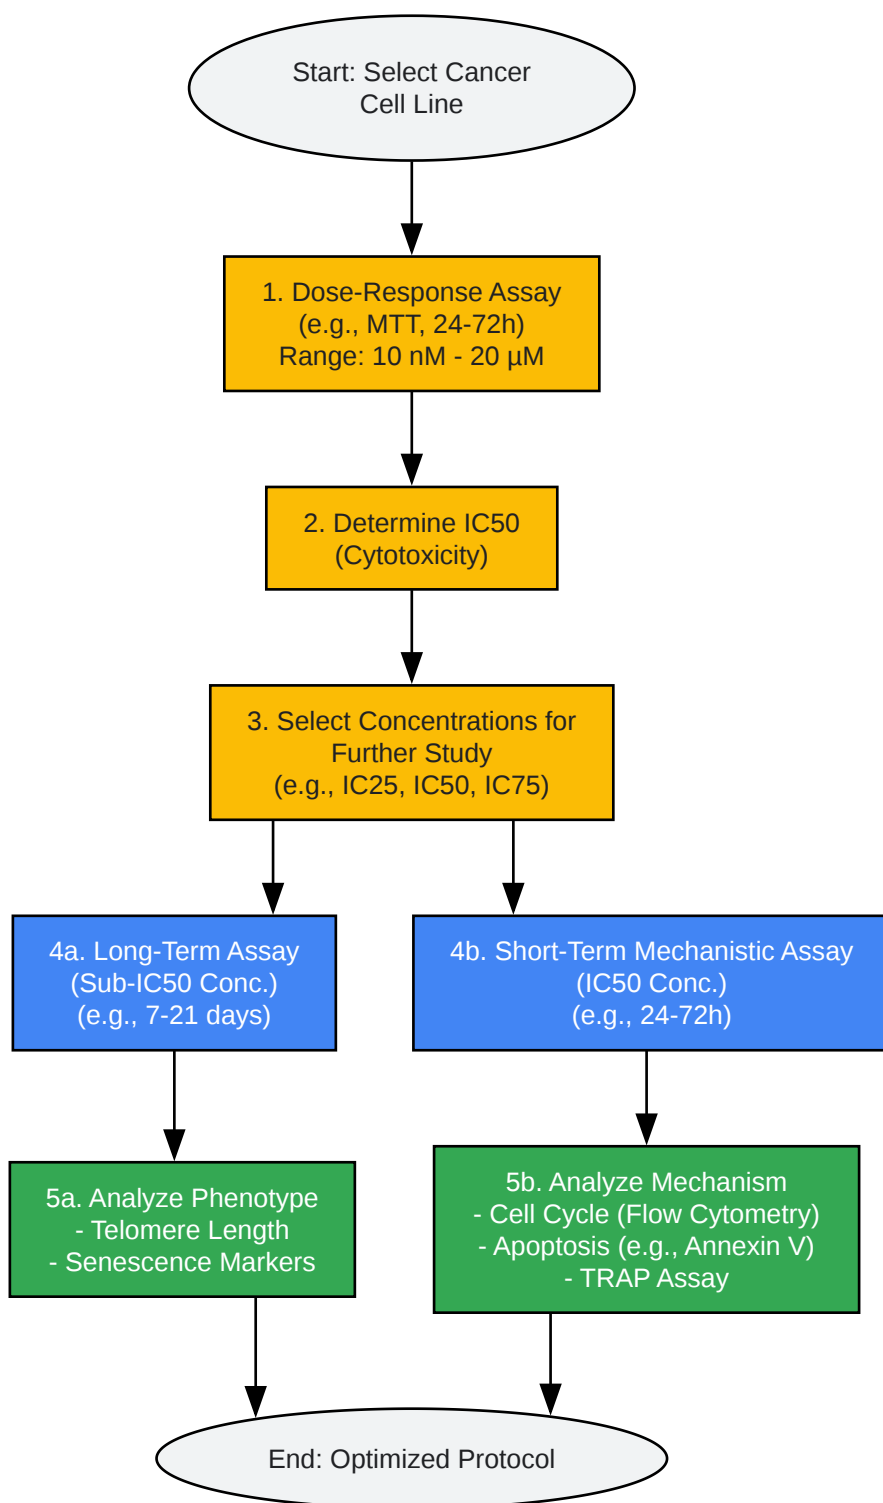 Start: Select Cancer
Cell Line
1. Dose-Response Assay
(e.g., MTT, 24-72h)
Range: 10 nM - 20 µM
2. Determine IC50
(Cytotoxicity)
3. Select Concentrations for
Further Study
(e.g., IC25, IC50, IC75)
4a. Long-Term Assay
(Sub-IC50 Conc.)
(e.g., 7-21 days)
4b. Short-Term Mechanistic Assay
(IC50 Conc.)
(e.g., 24-72h)
5a. Analyze Phenotype
- Telomere Length
- Senescence Markers
5b. Analyze Mechanism
- Cell Cycle (Flow Cytometry)
- Apoptosis (e.g., Annexin V)
- TRAP Assay
End: Optimized Protocol